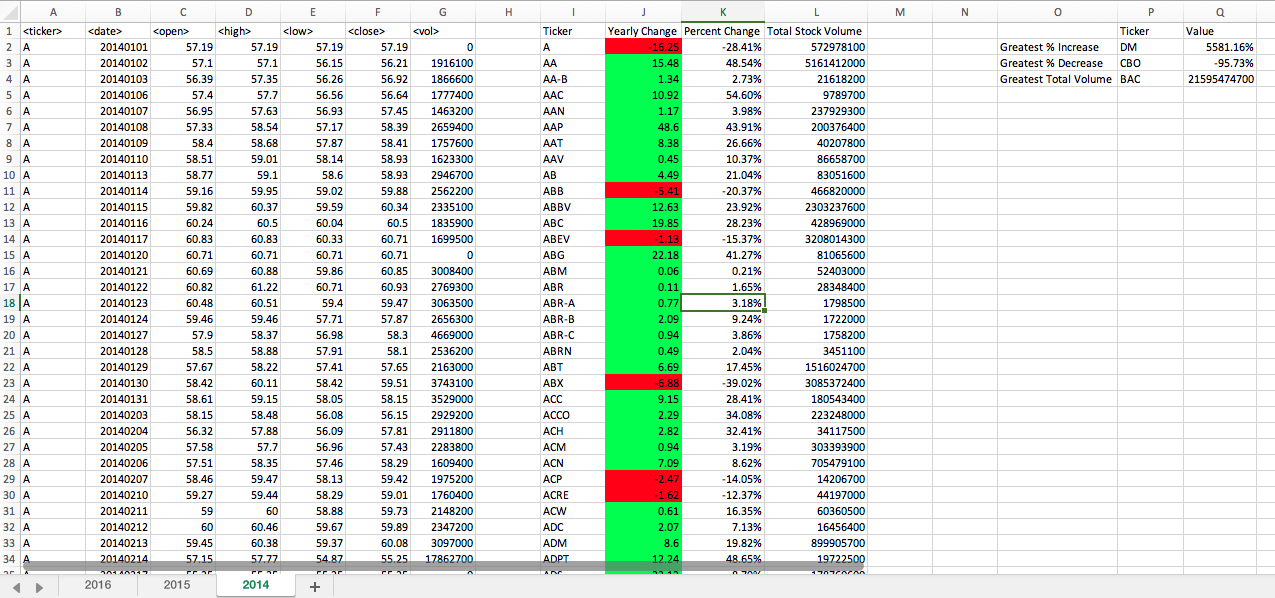 A B C D E F G H I J K L M N O P Q
1 <ticker> <date> <open> <high> <low> <close> <vol> Ticker Yearly Change Percent Change Total Stock Volume Ticker Value
2 A 20140101 57.19 57.19 57.19 57.19 0 A -16.25 -28.41% 572978100 Greatest % Increase DM 5581.16%
3 A 20140102 57.1 57.1 56.15 56.21 1916100 AA 15.48 48.54% 5161412000 Greatest % Decrease CBO -95.73%
4 A 20140103 56.39 57.35 56.26 56.92 1866600 AA-B 1.34 2.73% 21618200 Greatest Total Volume BAC 21595474700
5 A 20140106 57.4 57.7 56.56 56.64 1777400 AAC 10.92 54.60% 9789700
6 A 20140107 56.95 57.63 56.93 57.45 1463200 AAN 1.17 3.98% 237929300
7 A 20140108 57.33 58.54 57.17 58.39 2659400 AAP 48.6 43.91% 200376400
8 A 20140109 58.4 58.68 57.87 58.41 1757600 AAT 8.38 26.66% 40207800
9 A 20140110 58.51 59.01 58.14 58.93 1623300 AAV 0.45 10.37% 86658700
10 A 20140113 58.77 59.1 58.6 58.93 2946700 AB 4.49 21.04% 83051600
11 A 20140114 59.16 59.95 59.02 59.88 2562200 ABB -5.41 -20.37% 466820000
12 A 20140115 59.82 60.37 59.59 60.34 2335100 ABBV 12.63 23.92% 2303237600
13 A 20140116 60.24 60.5 60.04 60.5 1835900 ABC 19.85 28.23% 428969000
14 A 20140117 60.83 60.83 60.33 60.71 1699500 ABEV -1.13 -15.37% 3208014300
15 A 20140120 60.71 60.71 60.71 60.71 0 ABG 22.18 41.27% 81065600
16 A 20140121 60.69 60.88 59.86 60.85 3008400 ABM 0.06 0.21% 52403000
17 A 20140122 60.82 61.22 60.71 60.93 2769300 ABR 0.11 1.65% 28348400
18 A 20140123 60.48 60.51 59.4 59.47 3063500 ABR-A 0.77 3.18% 1798500
19 A 20140124 59.46 59.46 57.71 57.87 2656300 ABR-B 2.09 9.24% 1722000
20 A 20140127 57.9 58.37 56.98 58.3 4669000 ABR-C 0.94 3.86% 1758200
21 A 20140128 58.5 58.88 57.91 58.1 2536200 ABRN 0.49 2.04% 3451100
22 A 20140129 57.67 58.22 57.41 57.65 2163000 ABT 6.69 17.45% 1516024700
23 A 20140130 58.42 60.11 58.42 59.51 3743100 ABX -6.88 -39.02% 3085372400
24 A 20140131 58.61 59.15 58.05 58.15 3529000 ACC 9.15 28.41% 180543400
25 A 20140203 58.15 58.48 56.08 56.15 2929200 ACCO 2.29 34.08% 223248000
26 A 20140204 56.32 57.88 56.09 57.81 2911800 ACH 2.82 32.41% 34117500
27 A 20140205 57.58 57.7 56.96 57.43 2283800 ACM 0.94 3.19% 303393900
28 A 20140206 57.51 58.35 57.46 58.29 1609400 ACN 7.09 8.62% 705479100
29 A 20140207 58.46 59.47 58.13 59.42 1975200 ACP -2.47 -14.05% 14206700
30 A 20140210 59.27 59.44 58.29 59.01 1760400 ACRE -1.62 -12.37% 44197000
31 A 20140211 59 60 58.88 59.73 2148200 ACW 0.61 16.35% 60360500
32 A 20140212 60 60.46 59.67 59.89 2347200 ADC 2.07 7.13% 16456400
33 A 20140213 59.45 60.38 59.37 60.08 3097000 ADM 8.6 19.82% 899905700
34 A 20140214 57.15 57.77 54.87 55.25 17862700 ADPT 12.24 48.65% 19722500
2016 2015 2014 +